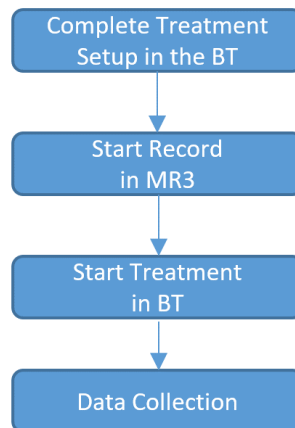 Complete Treatment
Setup in the BT
Start Record
in MR3
Start Treatment
in BT
Data Collection